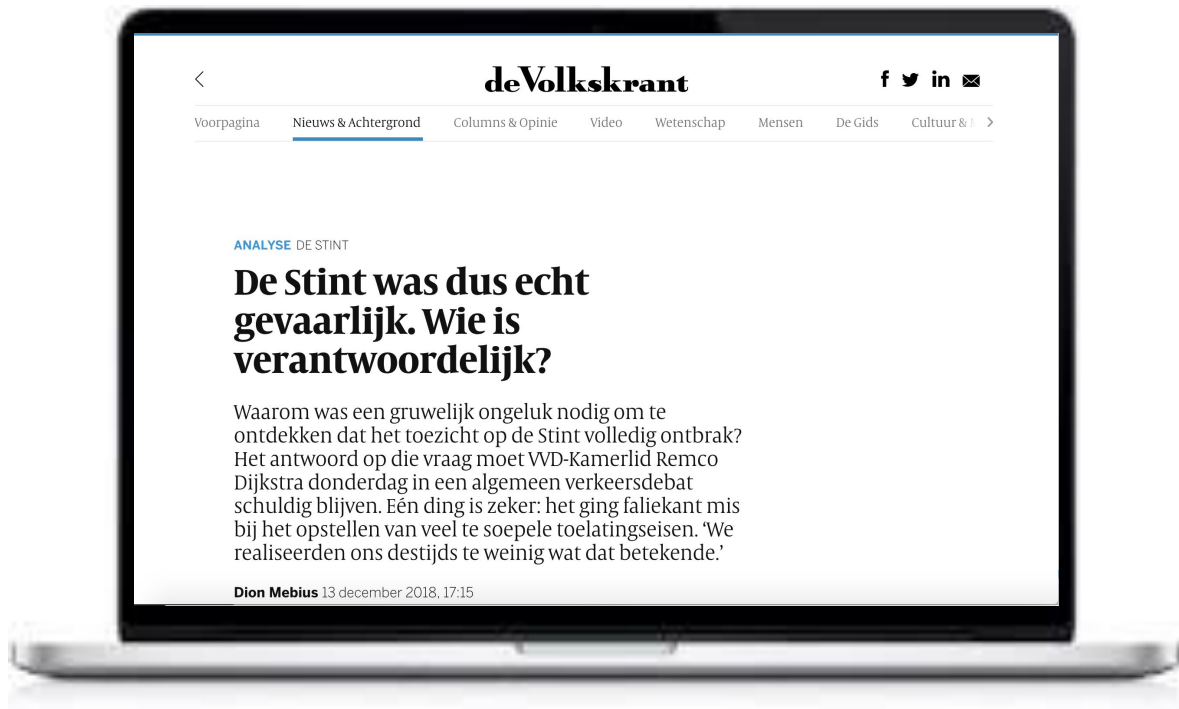 deVolkskrant
Voorpagina Nieuws & Achtergrond Columns & Opinie Video Wetenschap Mensen De Gids Cultuur &
ANALYSE DE STINT
De Stint was dus echt
gevaarlijk. Wie is
verantwoordelijk?
Waarom was een gruwelijk ongeluk nodig om te
ontdekken dat het toezicht op de Stint volledig ontbrak?
Het antwoord op die vraag moet VVD-Kamerlid Remco
Dijkstra donderdag in een algemeen verkeersdebat
schuldig blijven. Eén ding is zeker: het ging faliekant mis
bij het opstellen van veel te soepele toelatingseisen. ‘We
realiseerden ons destijds te weinig wat dat betekende.’
Dion Mebius 13 december 2018, 17:15